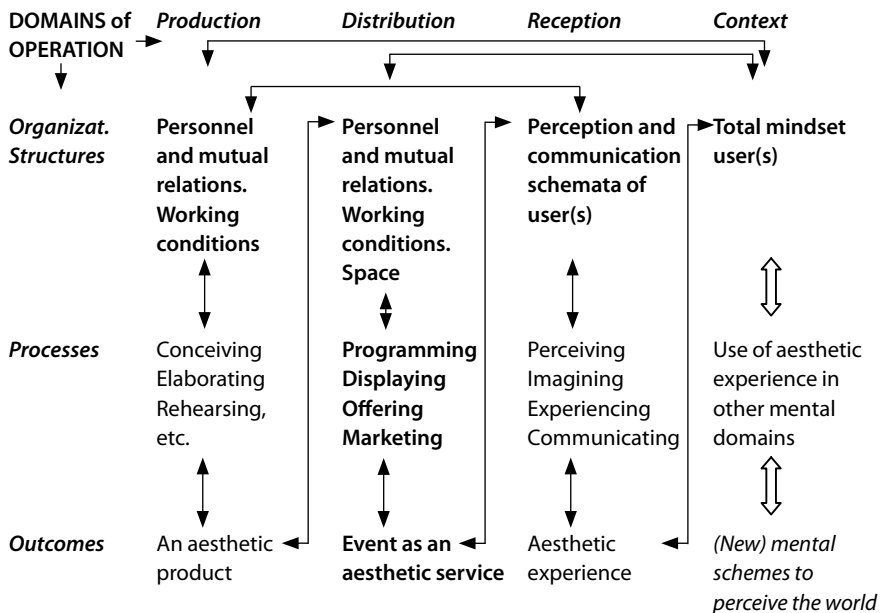 DOMAINS of OPERATION
Production
Distribution
Reception
Context
Organizat.
Structures
Personnel
and mutual
relations.
Working
conditions
Personnel
and mutual
relations.
Working
conditions.
Space
Perception and
communication
schemata of
user(s)
Total mindset
user(s)
Processes
Conceiving
Elaborating
Rehearsing,
etc.
Programming
Displaying
Offering
Marketing
Perceiving
Imagining
Experiencing
Communicating
Use of aesthetic
experience in
other mental
domains
Outcomes
An aesthetic
product
Event as an
aesthetic service
Aesthetic
experience
(New) mental
schemes to
perceive the world